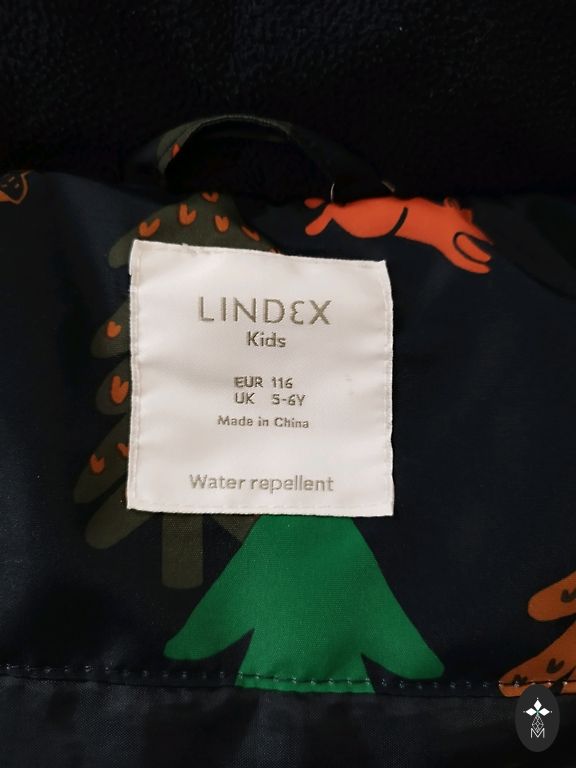 LINDEX
Kids
EUR 116
UK 5-6Y
Made in China
Water repellent
M